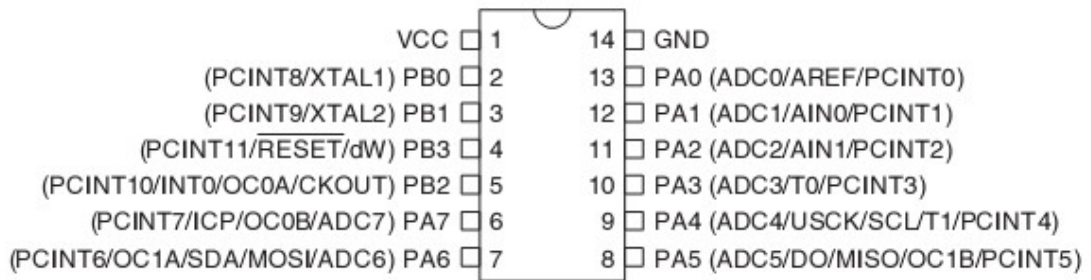 VCC 1 14 GND
(PCINT8/XTAL1) PB0 2 13 PA0 (ADC0/AREF/PCINT0)
(PCINT9/XTAL2) PB1 3 12 PA1 (ADC1/AIN0/PCINT1)
(PCINT11/RESET/dW) PB3 4 11 PA2 (ADC2/AIN1/PCINT2)
(PCINT10/INT0/OC0A/CKOUT) PB2 5 10 PA3 (ADC3/T0/PCINT3)
(PCINT7/ICP/OC0B/ADC7) PA7 6 9 PA4 (ADC4/USCK/SCL/T1/PCINT4)
(PCINT6/OC1A/SDA/MOSI/ADC6) PA6 7 8 PA5 (ADC5/DO/MISO/OC1B/PCINT5)